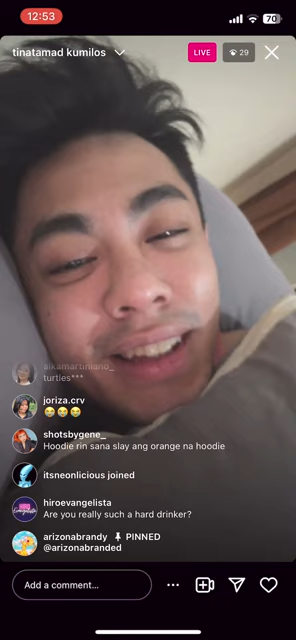 12:53
70
tinatamad kumilos
LIVE
29
aikamartiniano_
turties***
joriza.crv
😂😂😂
shotsbygene_
Hoodie rin sana slay ang orange na hoodie
itsneonlicious joined
hiroevangelista
Are you really such a hard drinker?
arizonabrandy PINNED
@arizonabranded
Add a comment...